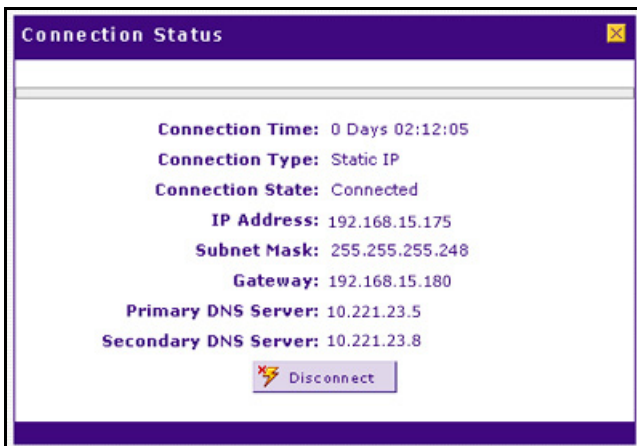 Connection Status
Connection Time: 0 Days 02:12:05
Connection Type: Static IP
Connection State: Connected
IP Address: 192.168.15.175
Subnet Mask: 255.255.255.248
Gateway: 192.168.15.180
Primary DNS Server: 10.221.23.5
Secondary DNS Server: 10.221.23.8
Disconnect